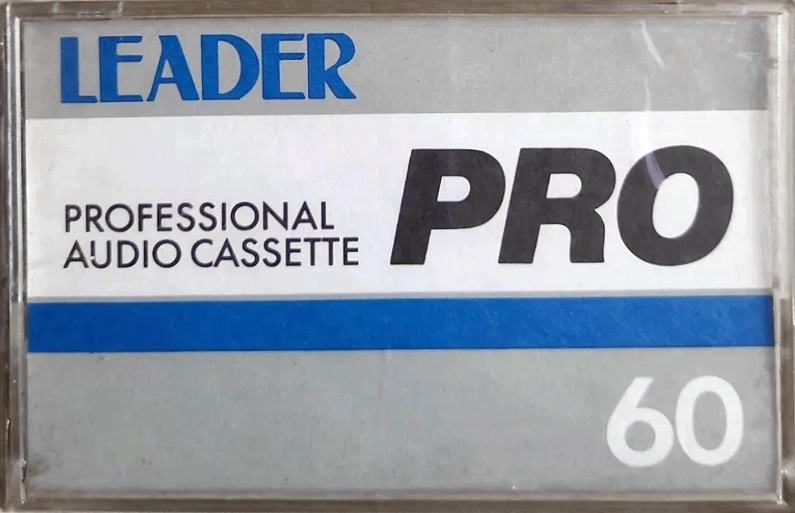 LEADER
PROFESSIONAL
AUDIO CASSETTE
PRO
60